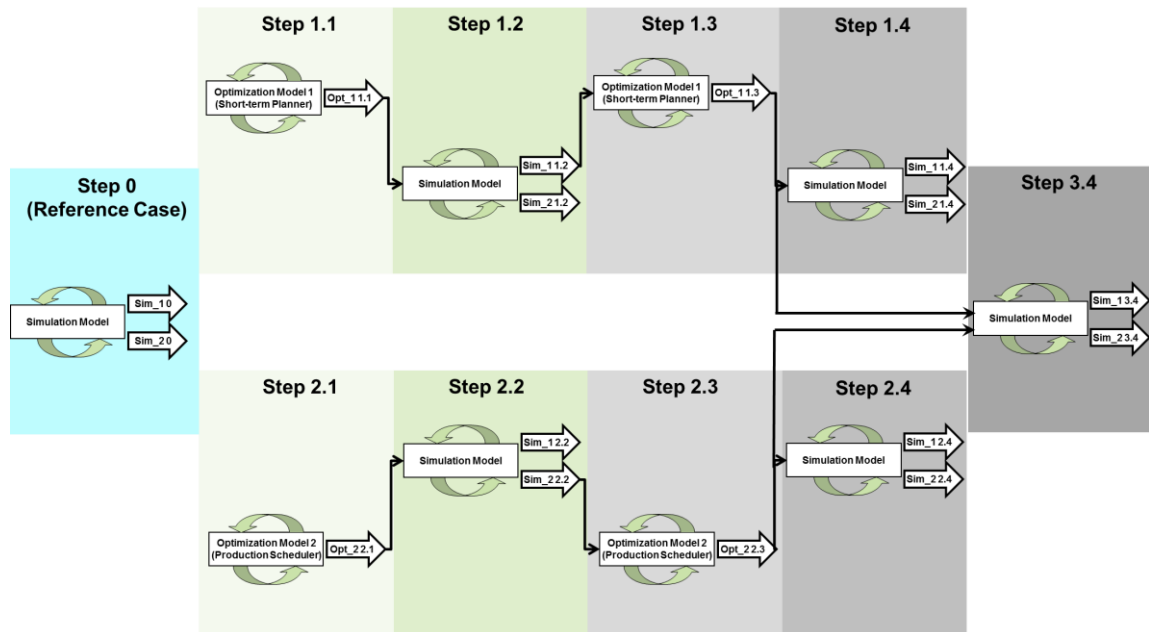 Step 1.1
Step 1.2
Step 1.3
Step 1.4
Optimization Model 1
(Short-term Planner)
Opt_1 1.1
Optimization Model 1
(Short-term Planner)
Opt_1 1.3
Simulation Model
Sim_1 1.2
Sim_2 1.2
Simulation Model
Sim_1 1.4
Sim_2 1.4
Step 0
(Reference Case)
Simulation Model
Sim_1 0
Sim_2 0
Step 3.4
Simulation Model
Sim_1 3.4
Sim_2 3.4
Step 2.1
Step 2.2
Step 2.3
Step 2.4
Simulation Model
Sim_1 2.2
Sim_2 2.2
Simulation Model
Sim_1 2.4
Sim_2 2.4
Optimization Model 2
(Production Scheduler)
Opt_2 2.1
Optimization Model 2
(Production Scheduler)
Opt_2 2.3